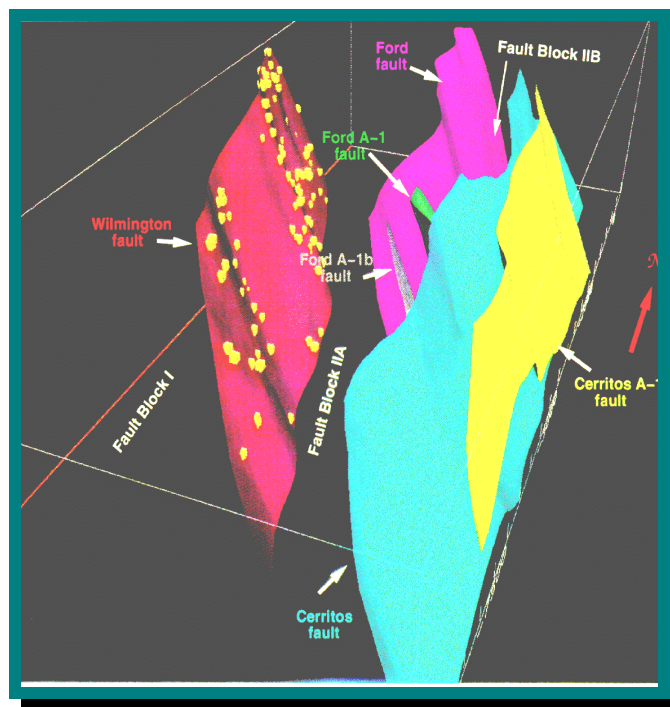 Ford
fault
Fault Block IIB
Ford A-1
fault
Wilmington
fault
Ford A-1b
fault
Fault Block I
Fault Block IIA
Cerritos A-1
fault
Cerritos
fault
N